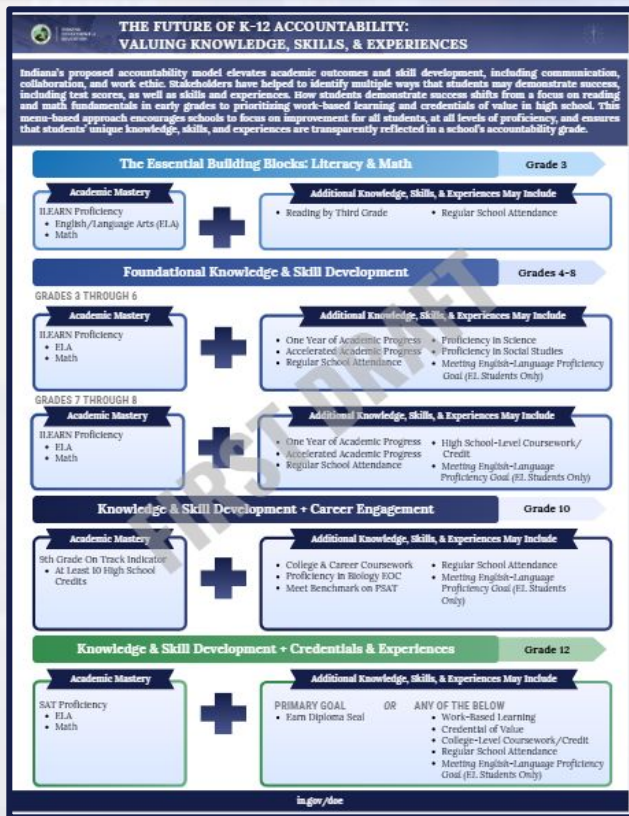 INDIANA DEPARTMENT of EDUCATION
THE FUTURE OF K-12 ACCOUNTABILITY:
VALUING KNOWLEDGE, SKILLS, & EXPERIENCES
Indiana's proposed accountability model elevates academic outcomes and skill development, including communication,
collaboration, and work ethic. Stakeholders have helped to identify multiple ways that students may demonstrate success,
including test scores, as well as skills and experiences. How students demonstrate success shifts from a focus on reading
and math fundamentals in early grades to prioritizing work-based learning and credentials of value in high school. This
menu-based approach encourages schools to focus on improvement for all students, at all levels of proficiency, and ensures
that students' unique knowledge, skills, and experiences are transparently reflected in a school's accountability grade.
The Essential Building Blocks: Literacy & Math
Grade 3
Academic Mastery
ILEARN Proficiency
• English/Language Arts (ELA)
• Math
Additional Knowledge, Skills, & Experiences May Include
• Reading by Third Grade
• Regular School Attendance
Foundational Knowledge & Skill Development
Grades 4-8
GRADES 3 THROUGH 6
Academic Mastery
ILEARN Proficiency
• ELA
• Math
Additional Knowledge, Skills, & Experiences May Include
• One Year of Academic Progress
• Accelerated Academic Progress
• Regular School Attendance
• Proficiency in Science
• Proficiency in Social Studies
• Meeting English-Language Proficiency
Goal (EL Students Only)
GRADES 7 THROUGH 8
Academic Mastery
ILEARN Proficiency
• ELA
• Math
Additional Knowledge, Skills, & Experiences May Include
• One Year of Academic Progress
• Accelerated Academic Progress
• Regular School Attendance
• High School-Level Coursework/
Credit
• Meeting English-Language
Proficiency Goal (EL Students Only)
FIRST DRAFT
Knowledge & Skill Development + Career Engagement
Grade 10
Academic Mastery
9th Grade On Track Indicator
• At Least 10 High School
Credits
Additional Knowledge, Skills, & Experiences May Include
• College & Career Coursework
• Proficiency in Biology EOC
• Meet Benchmark on PSAT
• Regular School Attendance
• Meeting English-Language
Proficiency Goal (EL Students
Only)
Knowledge & Skill Development + Credentials & Experiences
Grade 12
Academic Mastery
SAT Proficiency
• ELA
• Math
Additional Knowledge, Skills, & Experiences May Include
PRIMARY GOAL OR ANY OF THE BELOW
• Earn Diploma Seal
• Work-Based Learning
• Credential of Value
• College-Level Coursework/Credit
• Regular School Attendance
• Meeting English-Language Proficiency
Goal (EL Students Only)
in.gov/doe